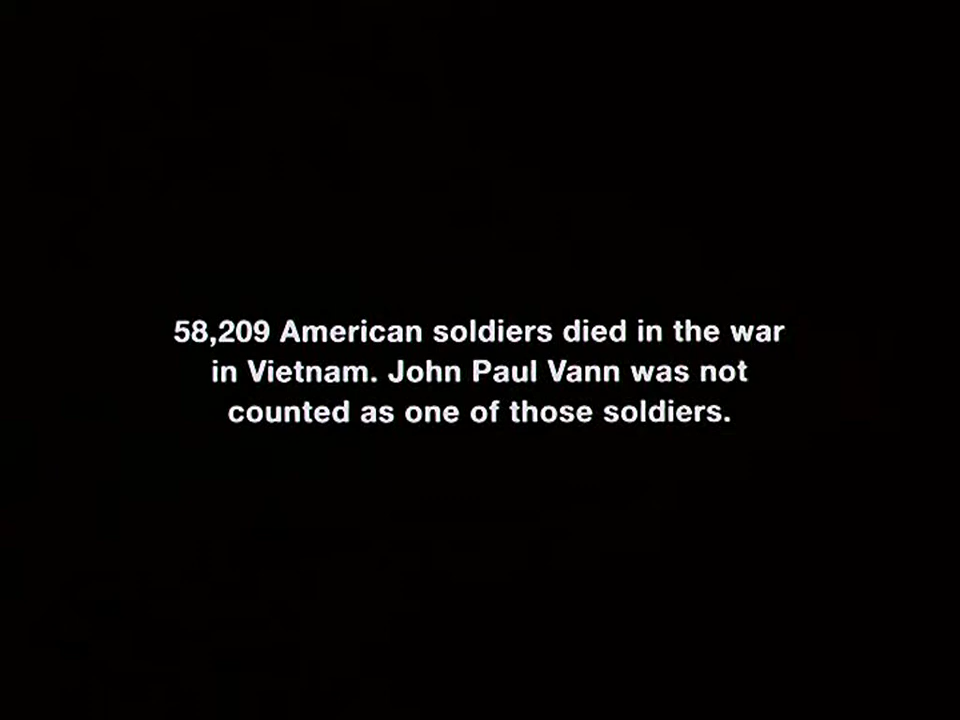 58,209 American soldiers died in the war
in Vietnam. John Paul Vann was not
counted as one of those soldiers.